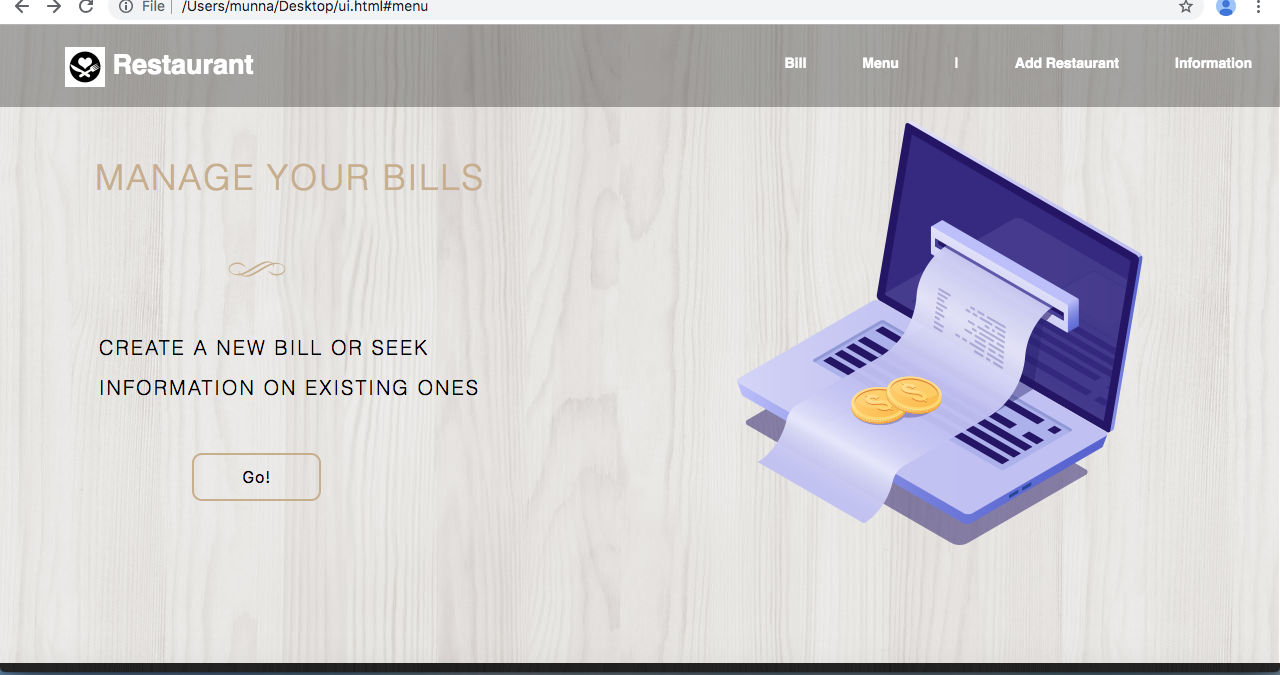 File | /Users/munna/Desktop/ui.html#menu
Restaurant
Bill Menu | Add Restaurant Information
MANAGE YOUR BILLS
CREATE A NEW BILL OR SEEK
INFORMATION ON EXISTING ONES
Go!